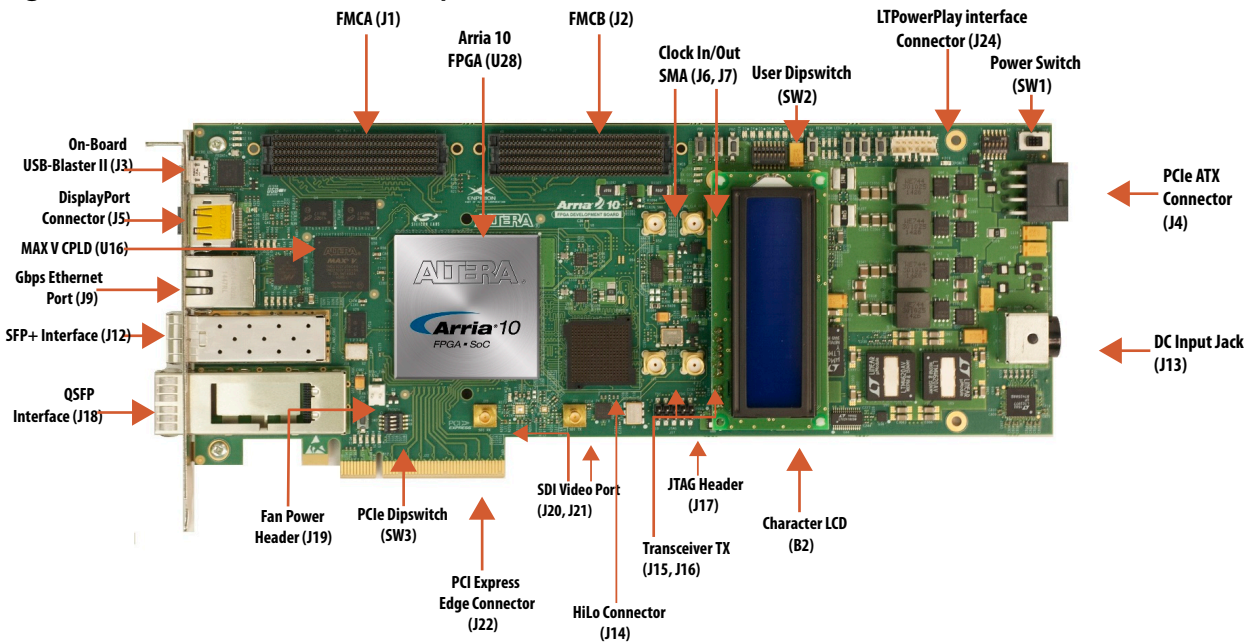 FMCA (J1)
FMCB (J2)
Arria 10
FPGA (U28)
Clock In/Out
SMA (J6, J7)
User Dipswitch
(SW2)
LTPowerPlay interface
Connector (J24)
Power Switch
(SW1)
On-Board
USB-Blaster II (J3)
DisplayPort
Connector (J5)
MAX V CPLD (U16)
Gbps Ethernet
Port (J9)
SFP+ Interface (J12)
QSFP
Interface (J18)
PCIe ATX
Connector
(J4)
DC Input Jack
(J13)
Arria 10
FPGA DEVELOPMENT BOARD
ALTERA
MAX V
ALTERA
Arria 10
FPGA • SoC
Fan Power
Header (J19)
PCIe Dipswitch
(SW3)
PCI Express
Edge Connector
(J22)
SDI Video Port
(J20, J21)
HiLo Connector
(J14)
Transceiver TX
(J15, J16)
JTAG Header
(J17)
Character LCD
(B2)